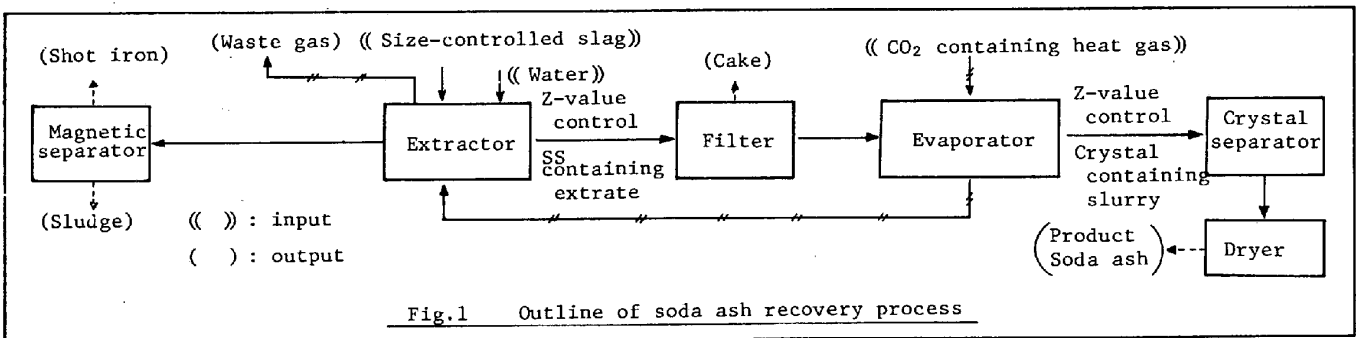 (Shot iron)
(Waste gas)
(( Size-controlled slag))
(( Water))
(Cake)
(( CO₂ containing heat gas))
Magnetic
separator
Extractor
Z-value
control
SS
containing
extrate
Filter
Evaporator
Z-value
control
Crystal
containing
slurry
Crystal
separator
(Sludge)
(( )) : input
( ) : output
(Product
Soda ash)
Dryer
Fig.1 Outline of soda ash recovery process